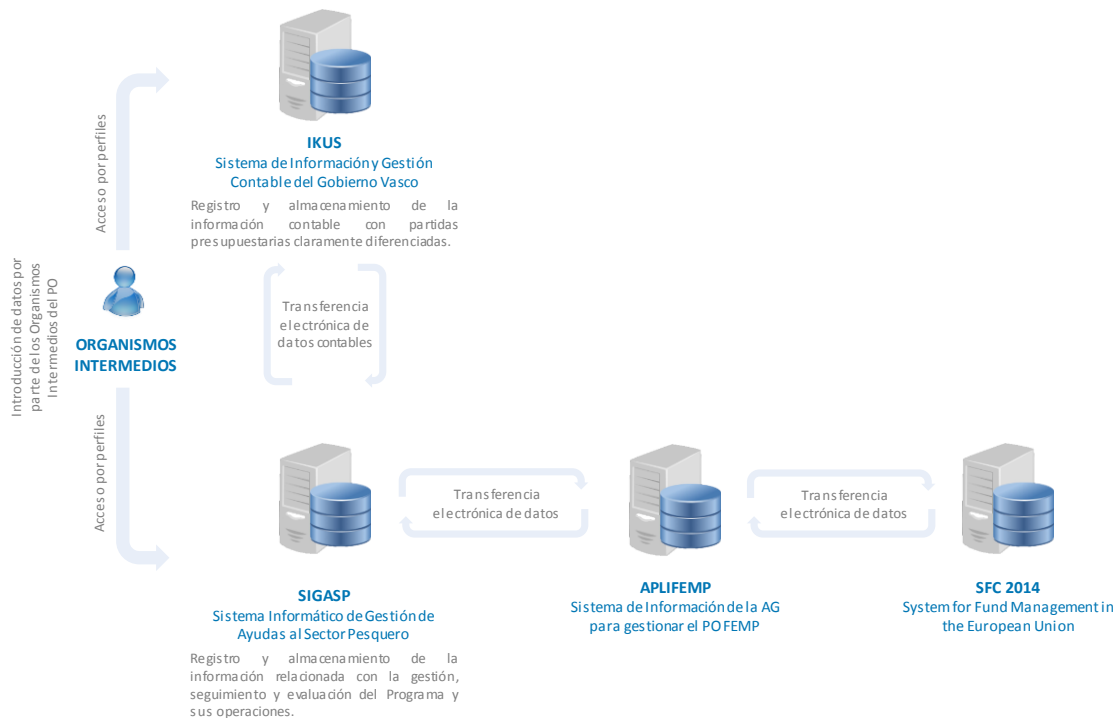 IKUS
Sistema de Información y Gestión
Contable del Gobierno Vasco
Registro y almacenamiento de la
información contable con partidas
presupuestarias claramente diferenciadas.
Acceso por perfiles
Introducción de datos por
parte de los Organismos
Intermedios del PO
ORGANISMOS
INTERMEDIOS
Transferencia
electrónica de
datos contables
Acceso por perfiles
Transferencia
electrónica de datos
Transferencia
electrónica de datos
SIGASP
Sistema Informático de Gestión de
Ayudas al Sector Pesquero
Registro y almacenamiento de la
información relacionada con la gestión,
seguimiento y evaluación del Programa y
sus operaciones.
APLIFEMP
Sistema de Información de la AG
para gestionar el PO FEMP
SFC 2014
System for Fund Management in
the European Union